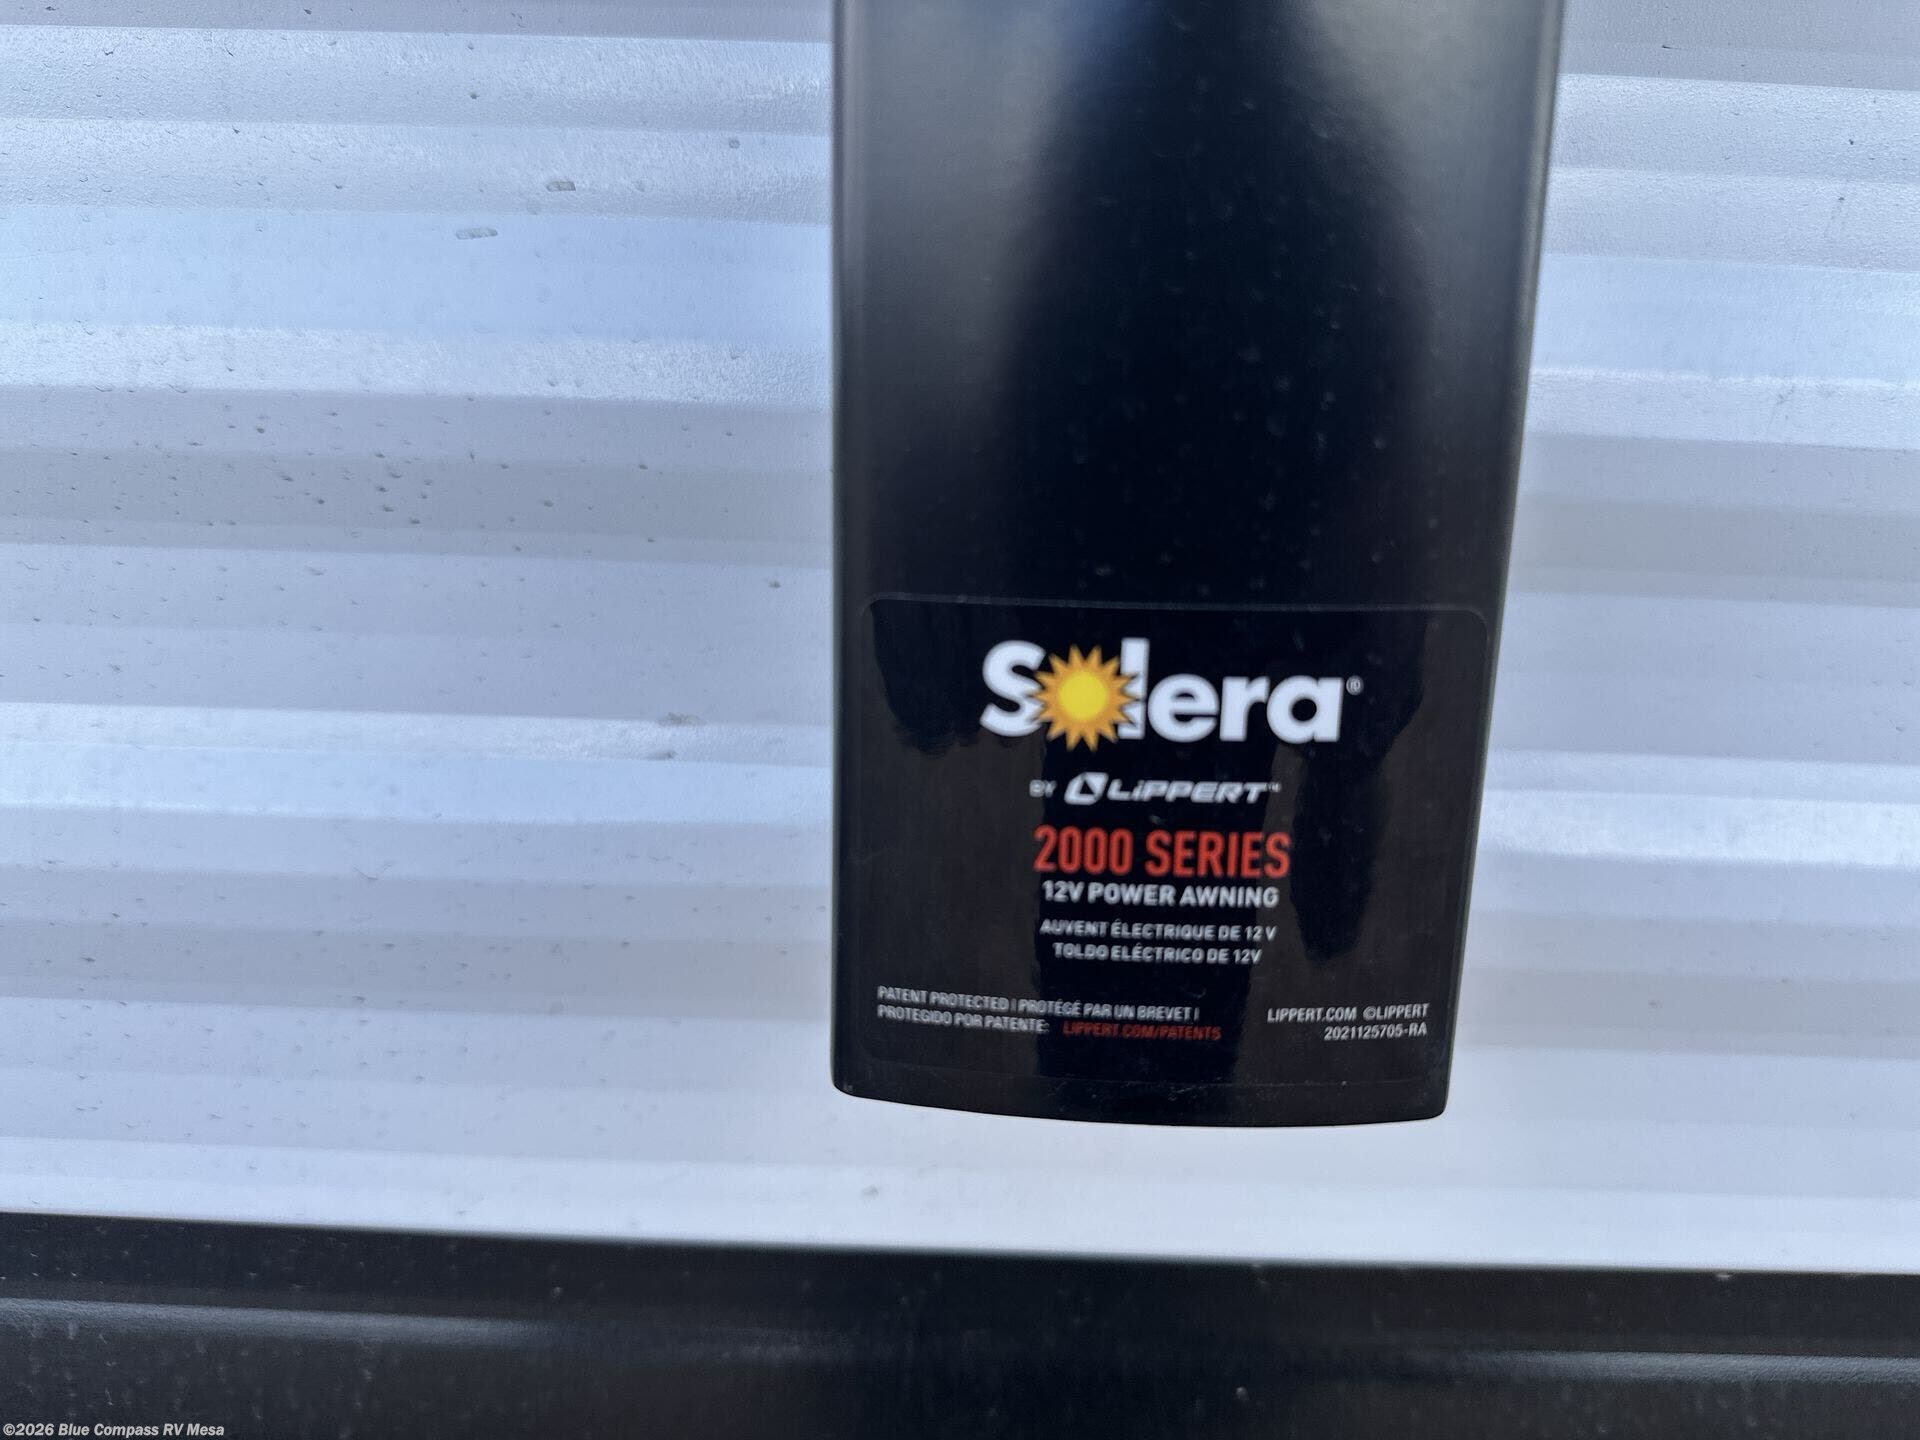 Solera®
BY LIPPERT™
2000 SERIES
12V POWER AWNING
AUVENT ÉLECTRIQUE DE 12 V
TOLDO ELÉCTRICO DE 12V
PATENT PROTECTED | PROTÉGÉ PAR UN BREVET |
PROTEGIDO POR PATENTE: LIPPERT.COM/PATENTS
LIPPERT.COM ©LIPPERT
2021125705-RA
©2026 Blue Compass RV Mesa